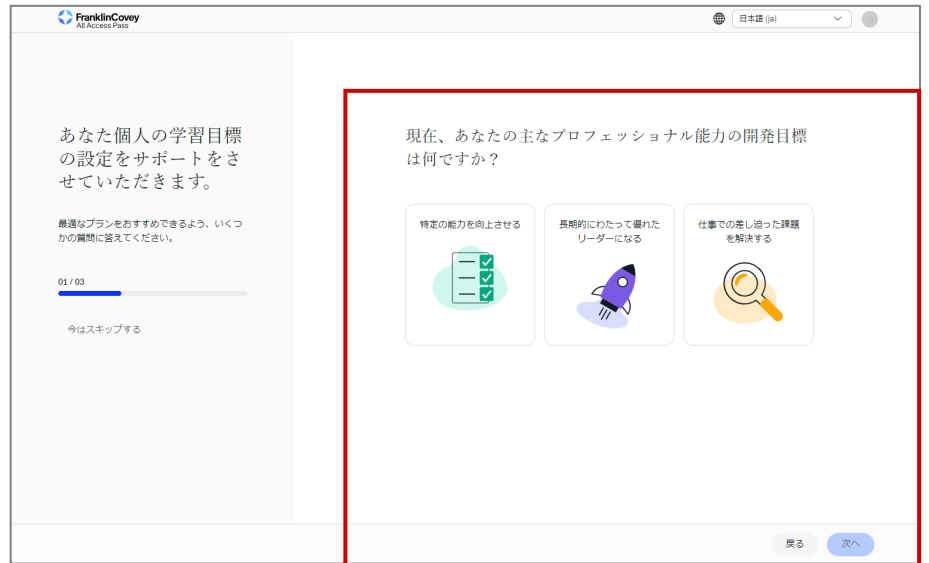 FranklinCovey
All Access Pass
日本語 (ja)
あなた個人の学習目標
の設定をサポートをさ
せていただきます。
最適なプランをおすすめできるよう、いくつ
かの質問に答えてください。
01 / 03
今はスキップする
現在、あなたの主なプロフェッショナル能力の開発目標
は何ですか？
特定の能力を向上させる
長期的にわたって優れた
リーダーになる
仕事での差し迫った課題
を解決する
戻る
次へ